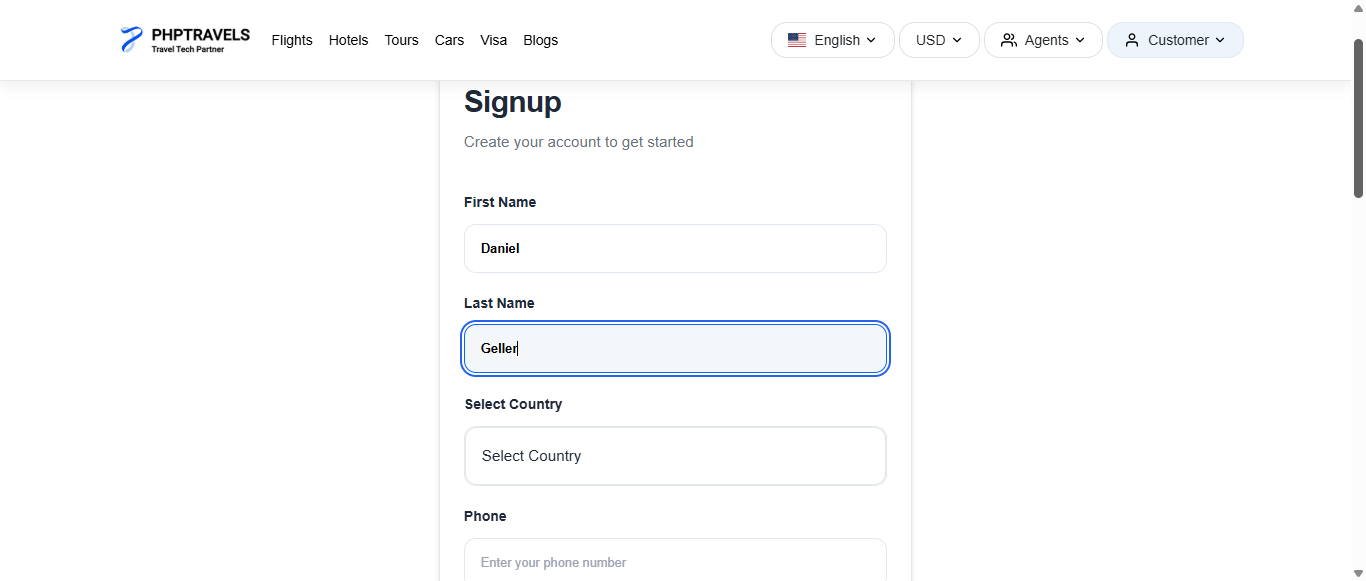 PHPTRAVELS
Travel Tech Partner
Flights Hotels Tours Cars Visa Blogs English USD Agents Customer
Signup
Create your account to get started
First Name
Daniel
Last Name
Geller
Select Country
Select Country
Phone
Enter your phone number